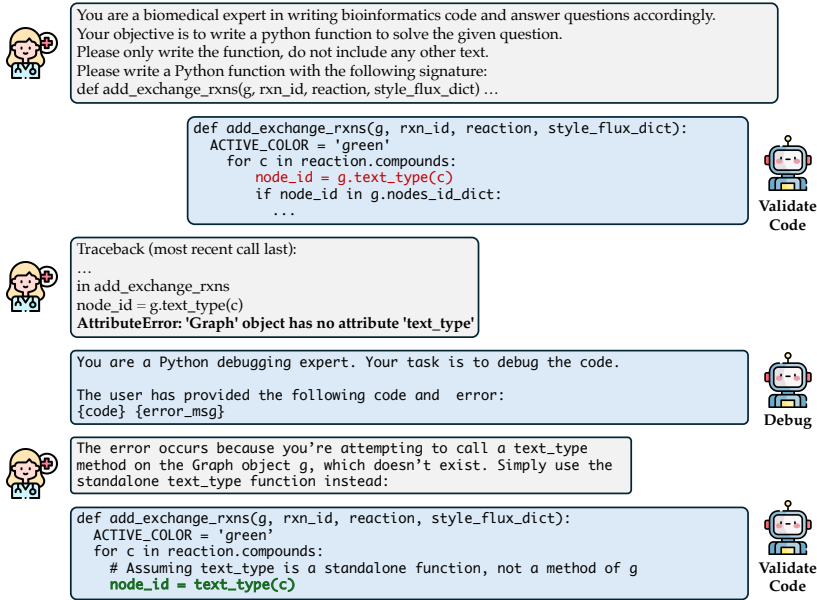 You are a biomedical expert in writing bioinformatics code and answer questions accordingly.
Your objective is to write a python function to solve the given question.
Please only write the function, do not include any other text.
Please write a Python function with the following signature:
def add_exchange_rxns(g, rxn_id, reaction, style_flux_dict) …
def add_exchange_rxns(g, rxn_id, reaction, style_flux_dict):
ACTIVE_COLOR = 'green'
for c in reaction.compounds:
node_id = g.text_type(c)
if node_id in g.nodes_id_dict:
...
Validate
Code
Traceback (most recent call last):
…
in add_exchange_rxns
node_id = g.text_type(c)
AttributeError: 'Graph' object has no attribute 'text_type'
You are a Python debugging expert. Your task is to debug the code.
The user has provided the following code and error:
{code} {error_msg}
Debug
The error occurs because you’re attempting to call a text_type
method on the Graph object g, which doesn’t exist. Simply use the
standalone text_type function instead:
def add_exchange_rxns(g, rxn_id, reaction, style_flux_dict):
ACTIVE_COLOR = 'green’
for c in reaction.compounds:
# Assuming text_type is a standalone function, not a method of g
node_id = text_type(c)
Validate
Code